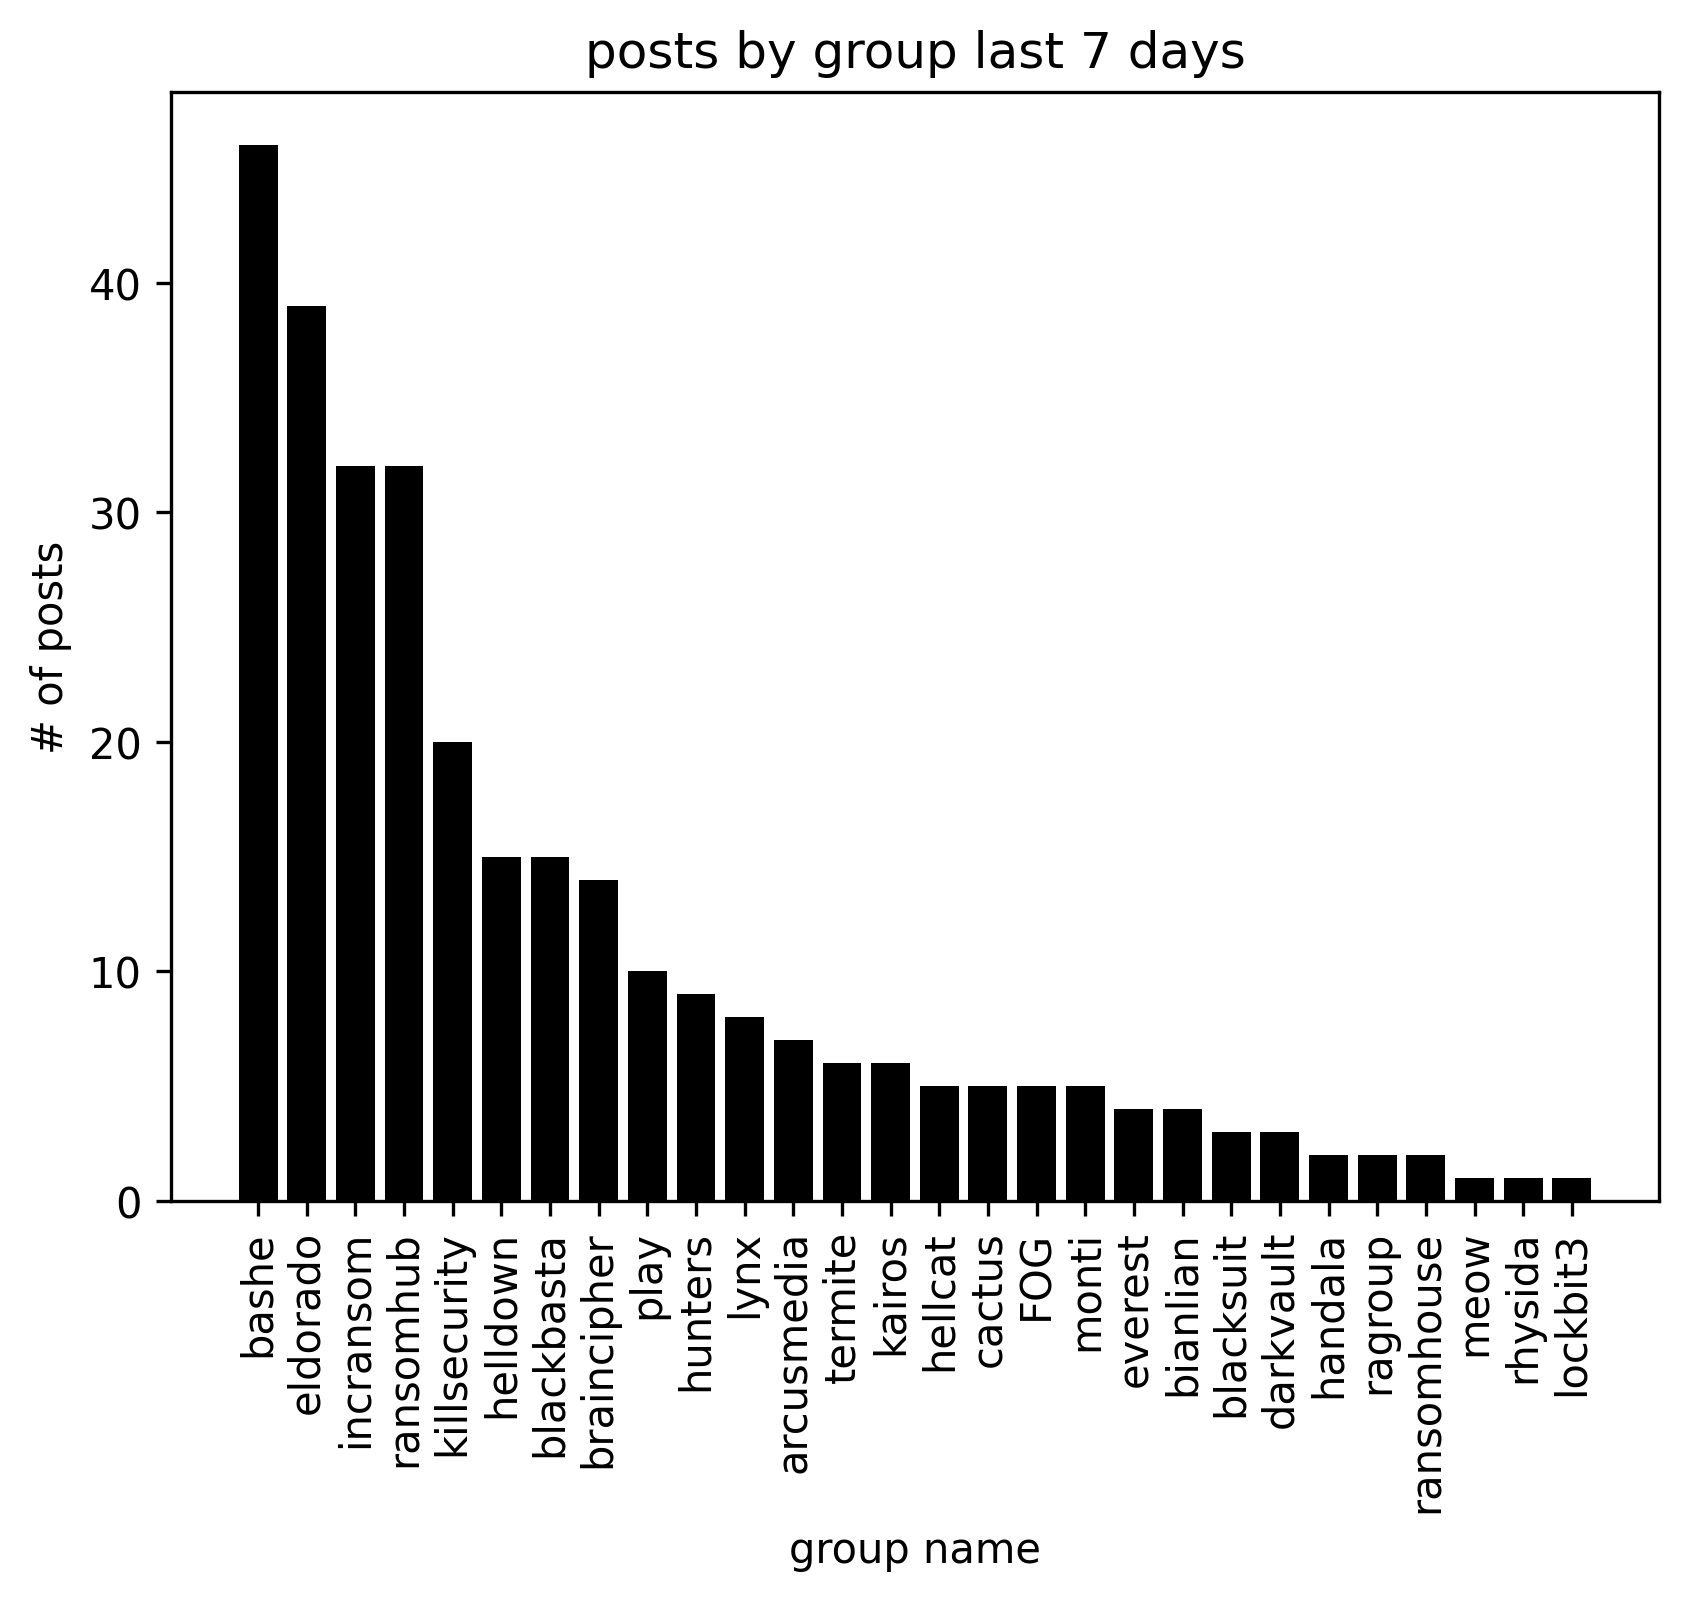 posts by group last 7 days
# of posts
40
30
20
10
0
bashe
eldorado
incransom
ransomhub
killsecurity
helldown
blackbasta
braincipher
play
hunters
lynx
arcusmedia
termite
kairos
hellcat
cactus
FOG
monti
everest
bianlian
blacksuit
darkvault
handala
ragroup
ransomhouse
meow
rhysida
lockbit3
group name